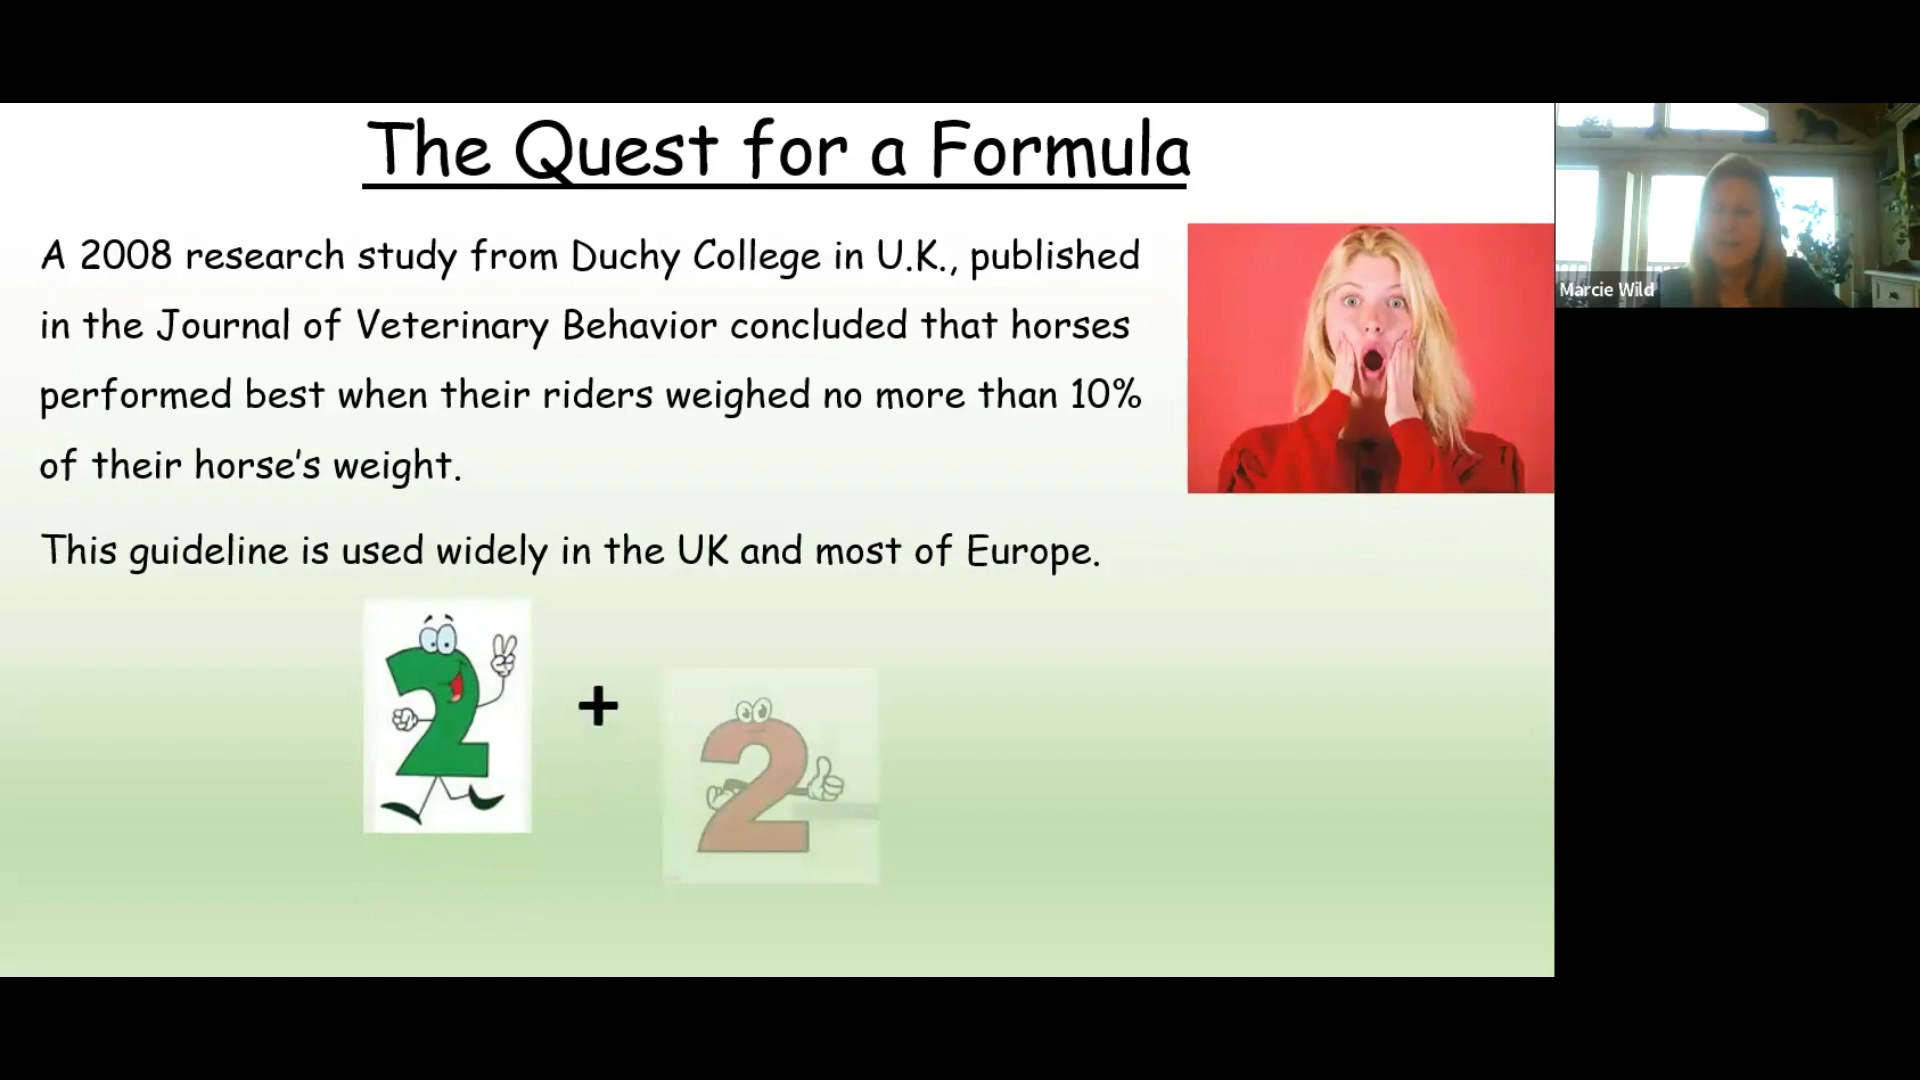 The Quest for a Formula
A 2008 research study from Duchy College in U.K., published
in the Journal of Veterinary Behavior concluded that horses
performed best when their riders weighed no more than 10%
of their horse's weight.
This guideline is used widely in the UK and most of Europe.
2 + 2
Marcie Wild